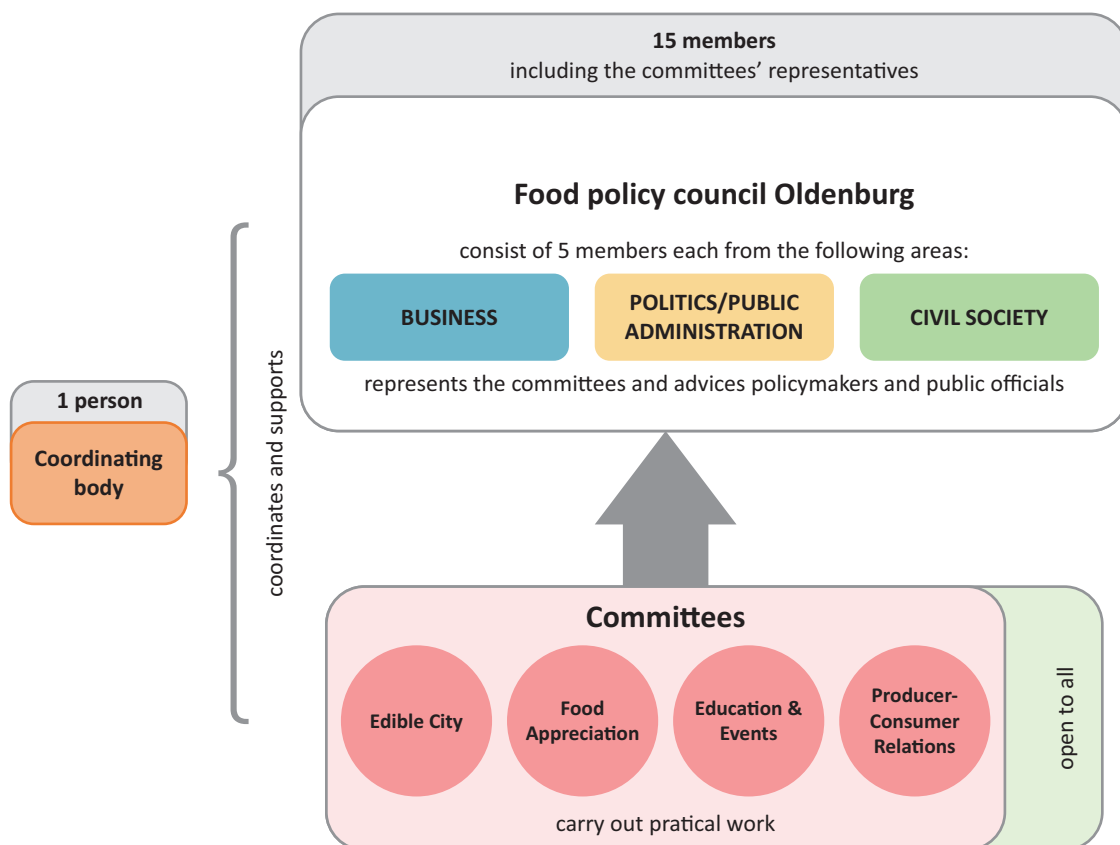 15 members
including the committees' representatives
Food policy council Oldenburg
consist of 5 members each from the following areas:
BUSINESS
POLITICS/PUBLIC
ADMINISTRATION
CIVIL SOCIETY
represents the committees and advices policymakers and public officials
1 person
Coordinating
body
coordinates and supports
Committees
Edible City
Food
Appreciation
Education &
Events
Producer-
Consumer
Relations
open to all
carry out pratical work